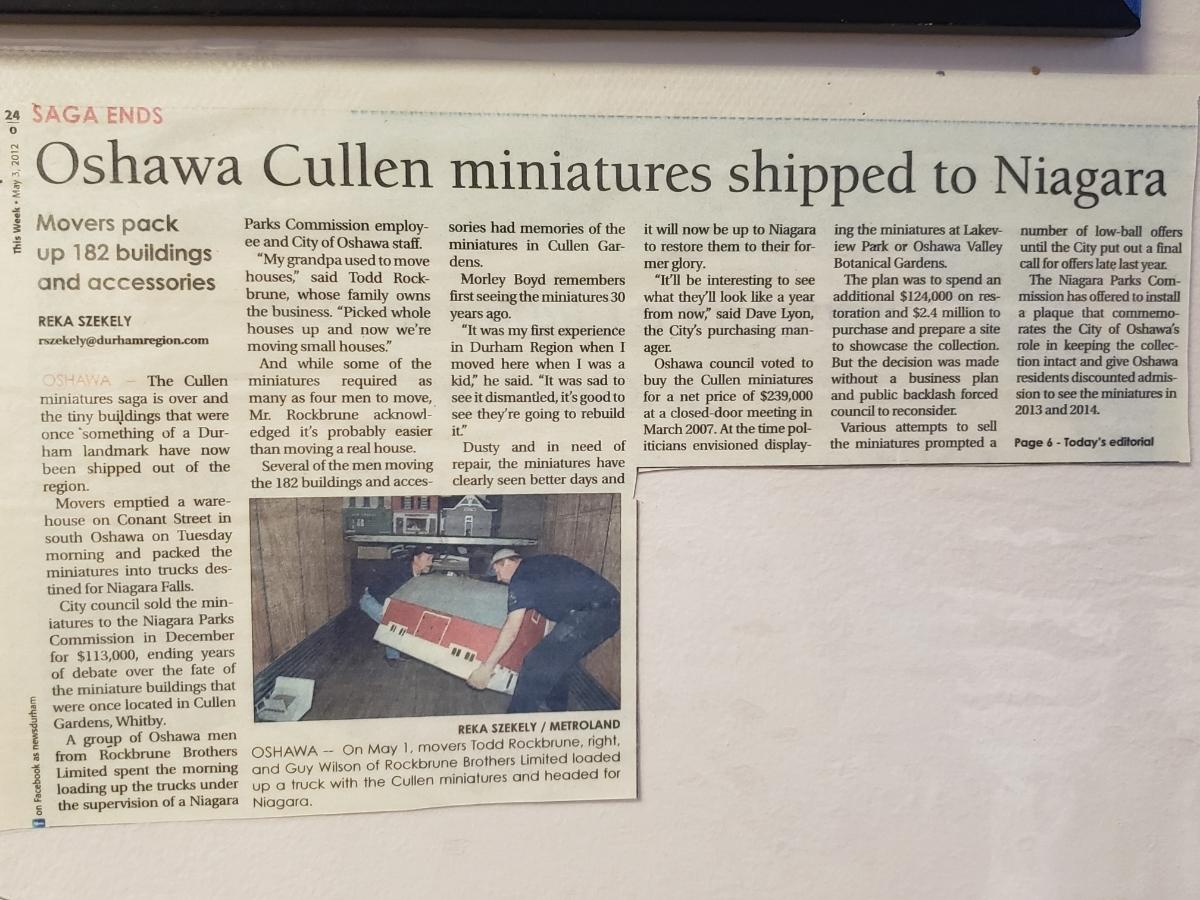 24
O
This Week • May 3, 2012
SAGA ENDS
Oshawa Cullen miniatures shipped to Niagara
Movers pack
up 182 buildings
and accessories
REKA SZEKELY
rszekely@durhamregion.com
OSHAWA — The Cullen
miniatures saga is over and
the tiny buildings that were
once something of a Dur-
ham landmark have now
been shipped out of the
region.
Movers emptied a ware-
house on Conant Street in
south Oshawa on Tuesday
morning and packed the
miniatures into trucks des-
tined for Niagara Falls.
City council sold the min-
iatures to the Niagara Parks
Commission in December
for $113,000, ending years
of debate over the fate of
the miniature buildings that
were once located in Cullen
Gardens, Whitby.
A group of Oshawa men
from Rockbrune Brothers
Limited spent the morning
loading up the trucks under
the supervision of a Niagara
Parks Commission employ-
ee and City of Oshawa staff.
"My grandpa used to move
houses," said Todd Rock-
brune, whose family owns
the business. "Picked whole
houses up and now we're
moving small houses."
And while some of the
miniatures required as
many as four men to move,
Mr. Rockbrune acknowl-
edged it's probably easier
than moving a real house.
Several of the men moving
the 182 buildings and acces-
sories had memories of the
miniatures in Cullen Gar-
dens.
Morley Boyd remembers
first seeing the miniatures 30
years ago.
"It was my first experience
in Durham Region when I
moved here when I was a
kid," he said. "It was sad to
see it dismantled, it's good to
see they're going to rebuild
it."
Dusty and in need of
repair, the miniatures have
clearly seen better days and
it will now be up to Niagara
to restore them to their for-
mer glory.
"It'll be interesting to see
what they'll look like a year
from now," said Dave Lyon,
the City's purchasing man-
ager.
Oshawa council voted to
buy the Cullen miniatures
for a net price of $239,000
at a closed-door meeting in
March 2007. At the time pol-
iticians envisioned display-
ing the miniatures at Lakev-
iew Park or Oshawa Valley
Botanical Gardens.
The plan was to spend an
additional $124,000 on res-
toration and $2.4 million to
purchase and prepare a site
to showcase the collection.
But the decision was made
without a business plan
and public backlash forced
council to reconsider.
Various attempts to sell
the miniatures prompted a
number of low-ball offers
until the City put out a final
call for offers late last year.
The Niagara Parks Com-
mission has offered to install
a plaque that commemo-
rates the City of Oshawa's
role in keeping the collec-
tion intact and give Oshawa
residents discounted admis-
sion to see the miniatures in
2013 and 2014.
Page 6 - Today's editorial
REKA SZEKELY / METROLAND
OSHAWA -- On May 1, movers Todd Rockbrune, right,
and Guy Wilson of Rockbrune Brothers Limited loaded
up a truck with the Cullen miniatures and headed for
Niagara.
f on Facebook as newsdurham